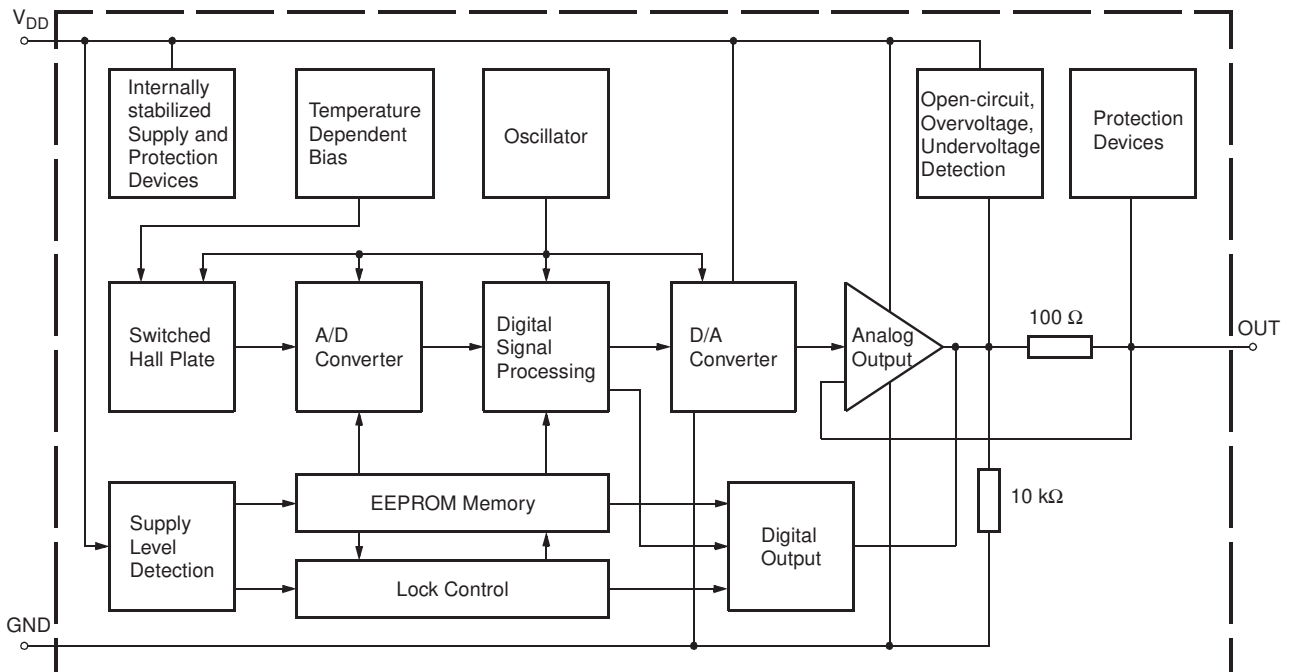 VDD
Internally
stabilized
Supply and
Protection
Devices
Temperature
Dependent
Bias
Oscillator
Open-circuit,
Overvoltage,
Undervoltage
Detection
Protection
Devices
Switched
Hall Plate
A/D
Converter
Digital
Signal
Processing
D/A
Converter
Analog
Output
100 Ω
OUT
EEPROM Memory
10 kΩ
Supply
Level
Detection
Digital
Output
Lock Control
GND